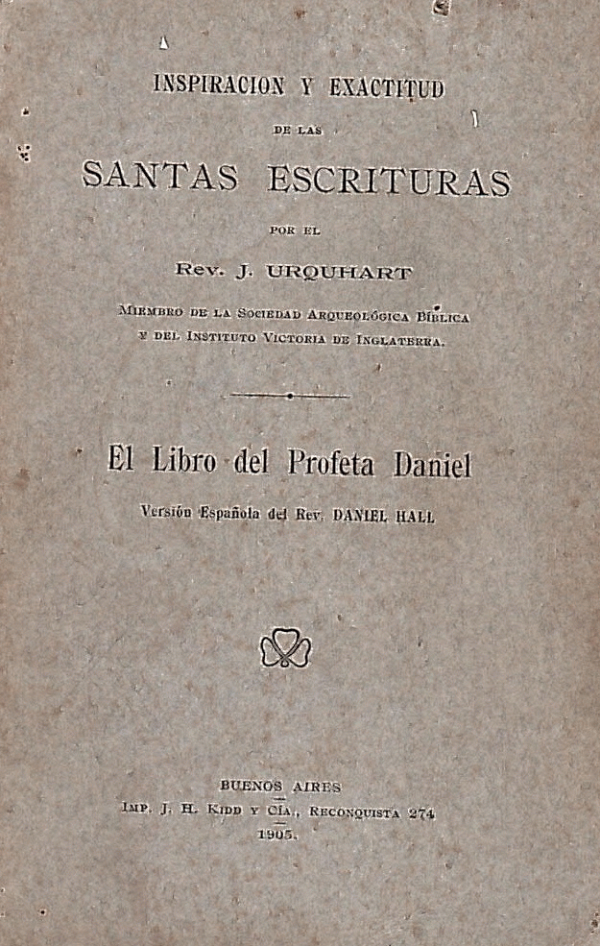 INSPIRACION Y EXACTITUD
DE LAS
SANTAS ESCRITURAS
POR EL
Rev. J. URQUHART
Miembro de la Sociedad Arqueológica Bíblica
y del Instituto Victoria de Inglaterra.
El Libro del Profeta Daniel
Versión Española del Rev. DANIEL HALL
BUENOS AIRES
Imp. J. H. Kidd y Cía., Reconquista 274
1905.